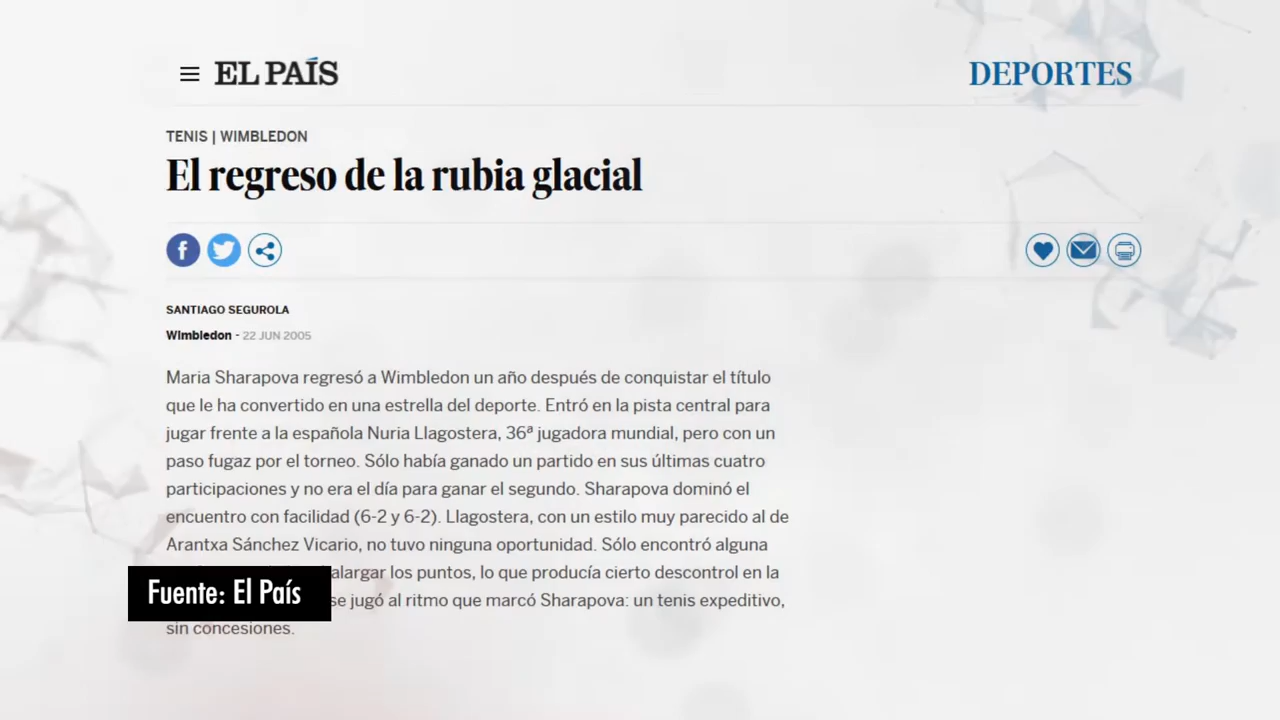 EL PAÍS
DEPORTES
TENIS | WIMBLEDON
El regreso de la rubia glacial
SANTIAGO SEGUROLA
Wimbledon - 22 JUN 2005
Maria Sharapova regresó a Wimbledon un año después de conquistar el título
que le ha convertido en una estrella del deporte. Entró en la pista central para
jugar frente a la española Nuria Llagostera, 36ª jugadora mundial, pero con un
paso fugaz por el torneo. Sólo había ganado un partido en sus últimas cuatro
participaciones y no era el día para ganar el segundo. Sharapova dominó el
encuentro con facilidad (6-2 y 6-2). Llagostera, con un estilo muy parecido al de
Arantxa Sánchez Vicario, no tuvo ninguna oportunidad. Sólo encontró alguna
alargar los puntos, lo que producía cierto descontrol en la
se jugó al ritmo que marcó Sharapova: un tenis expeditivo,
sin concesiones.
Fuente: El País